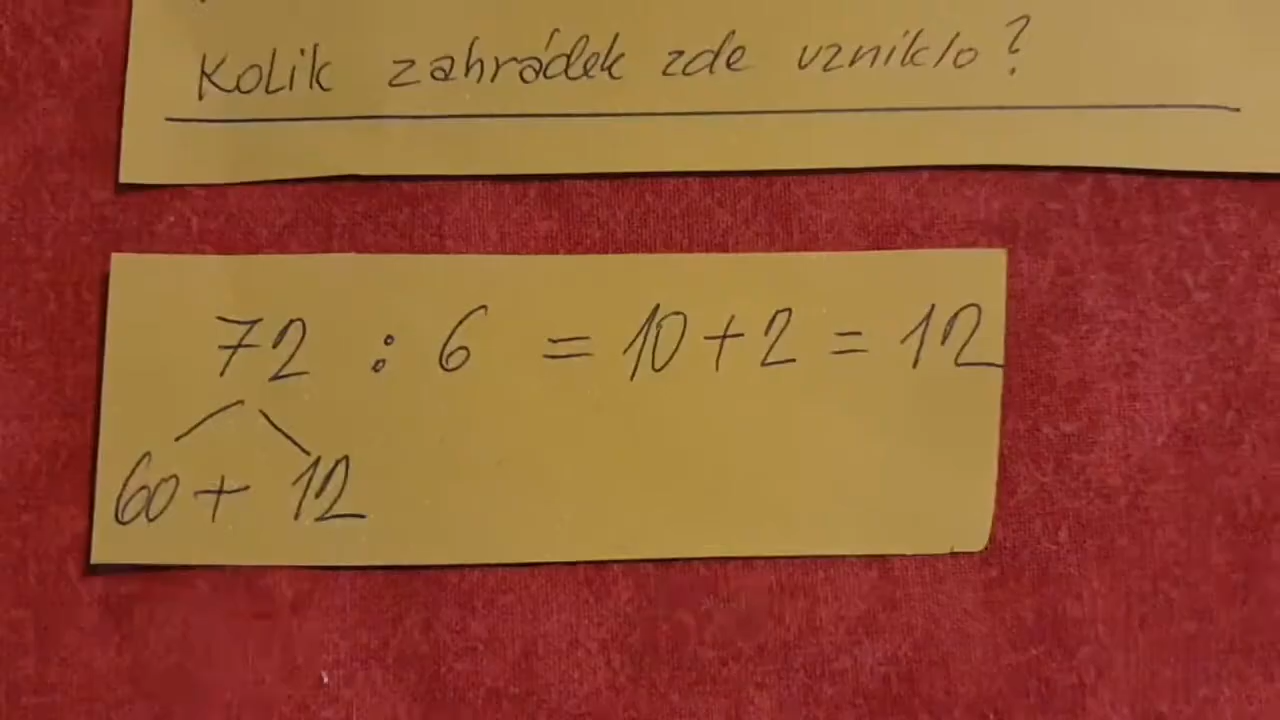 Kolik zahrádek zde vzniklo?
72 : 6 = 10 + 2 = 12
60 + 12